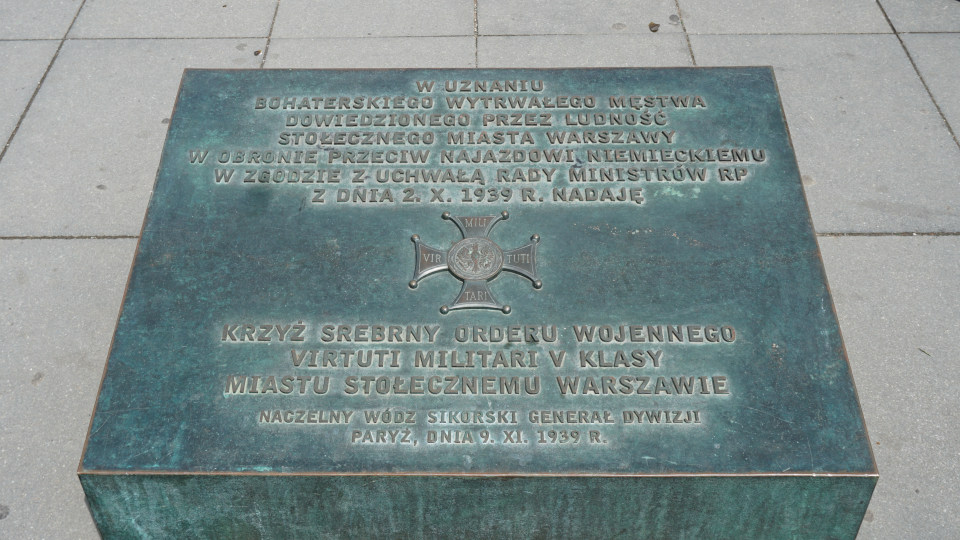 W UZNANIU
BOHATERSKIEGO WYTRWAŁEGO MĘSTWA
DOWIEDZIONEGO PRZEZ LUDNOŚĆ
STOŁECZNEGO MIASTA WARSZAWY
W OBRONIE PRZECIW NAJAZDOWI NIEMIECKIEMU
W ZGODZIE Z UCHWAŁĄ RADY MINISTRÓW RP
Z DNIA 2. X. 1939 R. NADAJĘ
MILI
VIR TUTI
TARI
KRZYŻ SREBRNY ORDERU WOJENNEGO
VIRTUTI MILITARI V KLASY
MIASTU STOŁECZNEMU WARSZAWIE
NACZELNY WÓDZ SIKORSKI GENERAŁ DYWIZJI
PARYŻ, DNIA 9. XI. 1939 R.